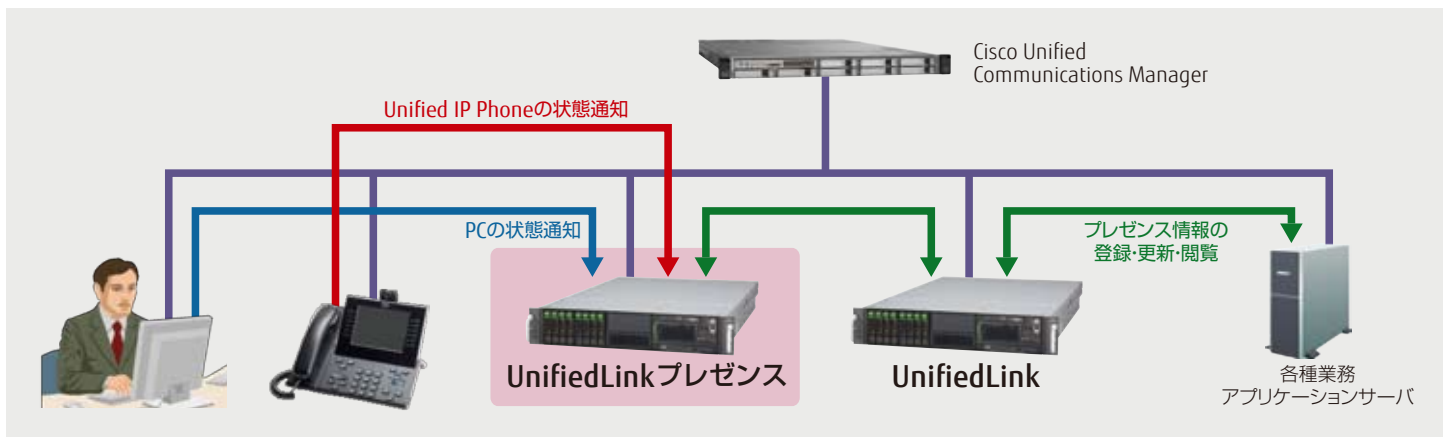 Cisco Unified
Communications Manager
Unified IP Phoneの状態通知
PCの状態通知
プレゼンス情報の
登録・更新・閲覧
UnifiedLinkプレゼンス
UnifiedLink
各種業務
アプリケーションサーバ